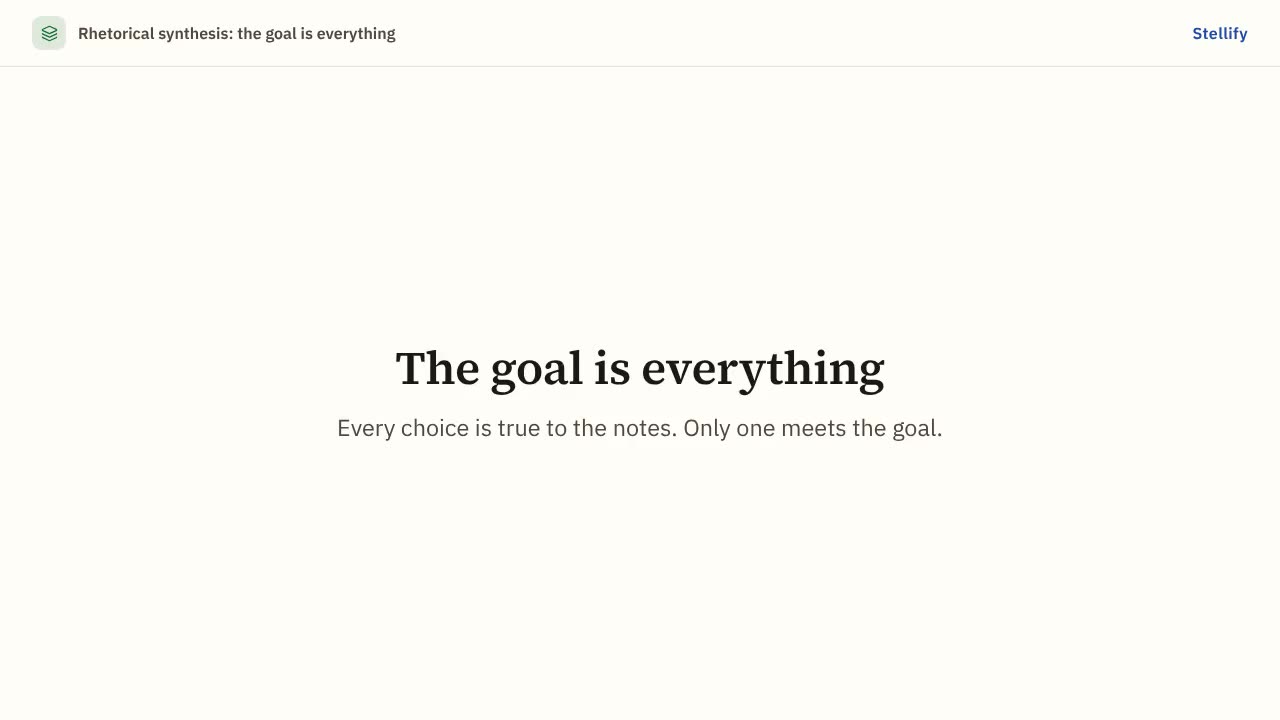 Rhetorical synthesis: the goal is everything
Stellify
The goal is everything
Every choice is true to the notes. Only one meets the goal.